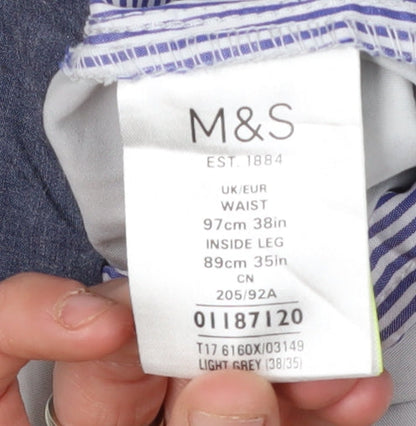 M&S
EST. 1884
UK/EUR
WAIST
97cm 38in
INSIDE LEG
89cm 35in
CN
205/92A
01187120
T17 6160X/03149
LIGHT GREY (38/35)